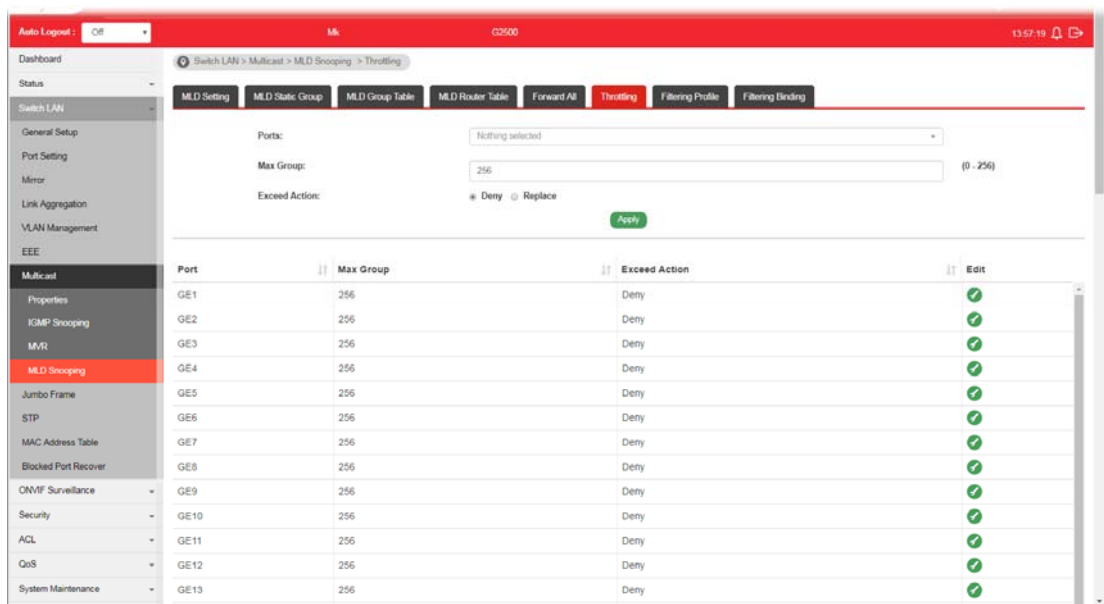 Auto Logout : Off Mk G2500 13:57:19
Dashboard
Status
Switch LAN
General Setup
Port Setting
Mirror
Link Aggregation
VLAN Management
EEE
Multicast
Properties
IGMP Snooping
MVR
MLD Snooping
Jumbo Frame
STP
MAC Address Table
Blocked Port Recover
ONVIF Surveillance
Security
ACL
QoS
System Maintenance
Switch LAN > Multicast > MLD Snooping > Throttling
MLD Setting MLD Static Group MLD Group Table MLD Router Table Forward All Throttling Filtering Profile Filtering Binding
Ports: Nothing selected
Max Group: 256 (0 - 256)
Exceed Action: Deny Replace
Apply
Port Max Group Exceed Action Edit
GE1 256 Deny
GE2 256 Deny
GE3 256 Deny
GE4 256 Deny
GE5 256 Deny
GE6 256 Deny
GE7 256 Deny
GE8 256 Deny
GE9 256 Deny
GE10 256 Deny
GE11 256 Deny
GE12 256 Deny
GE13 256 Deny